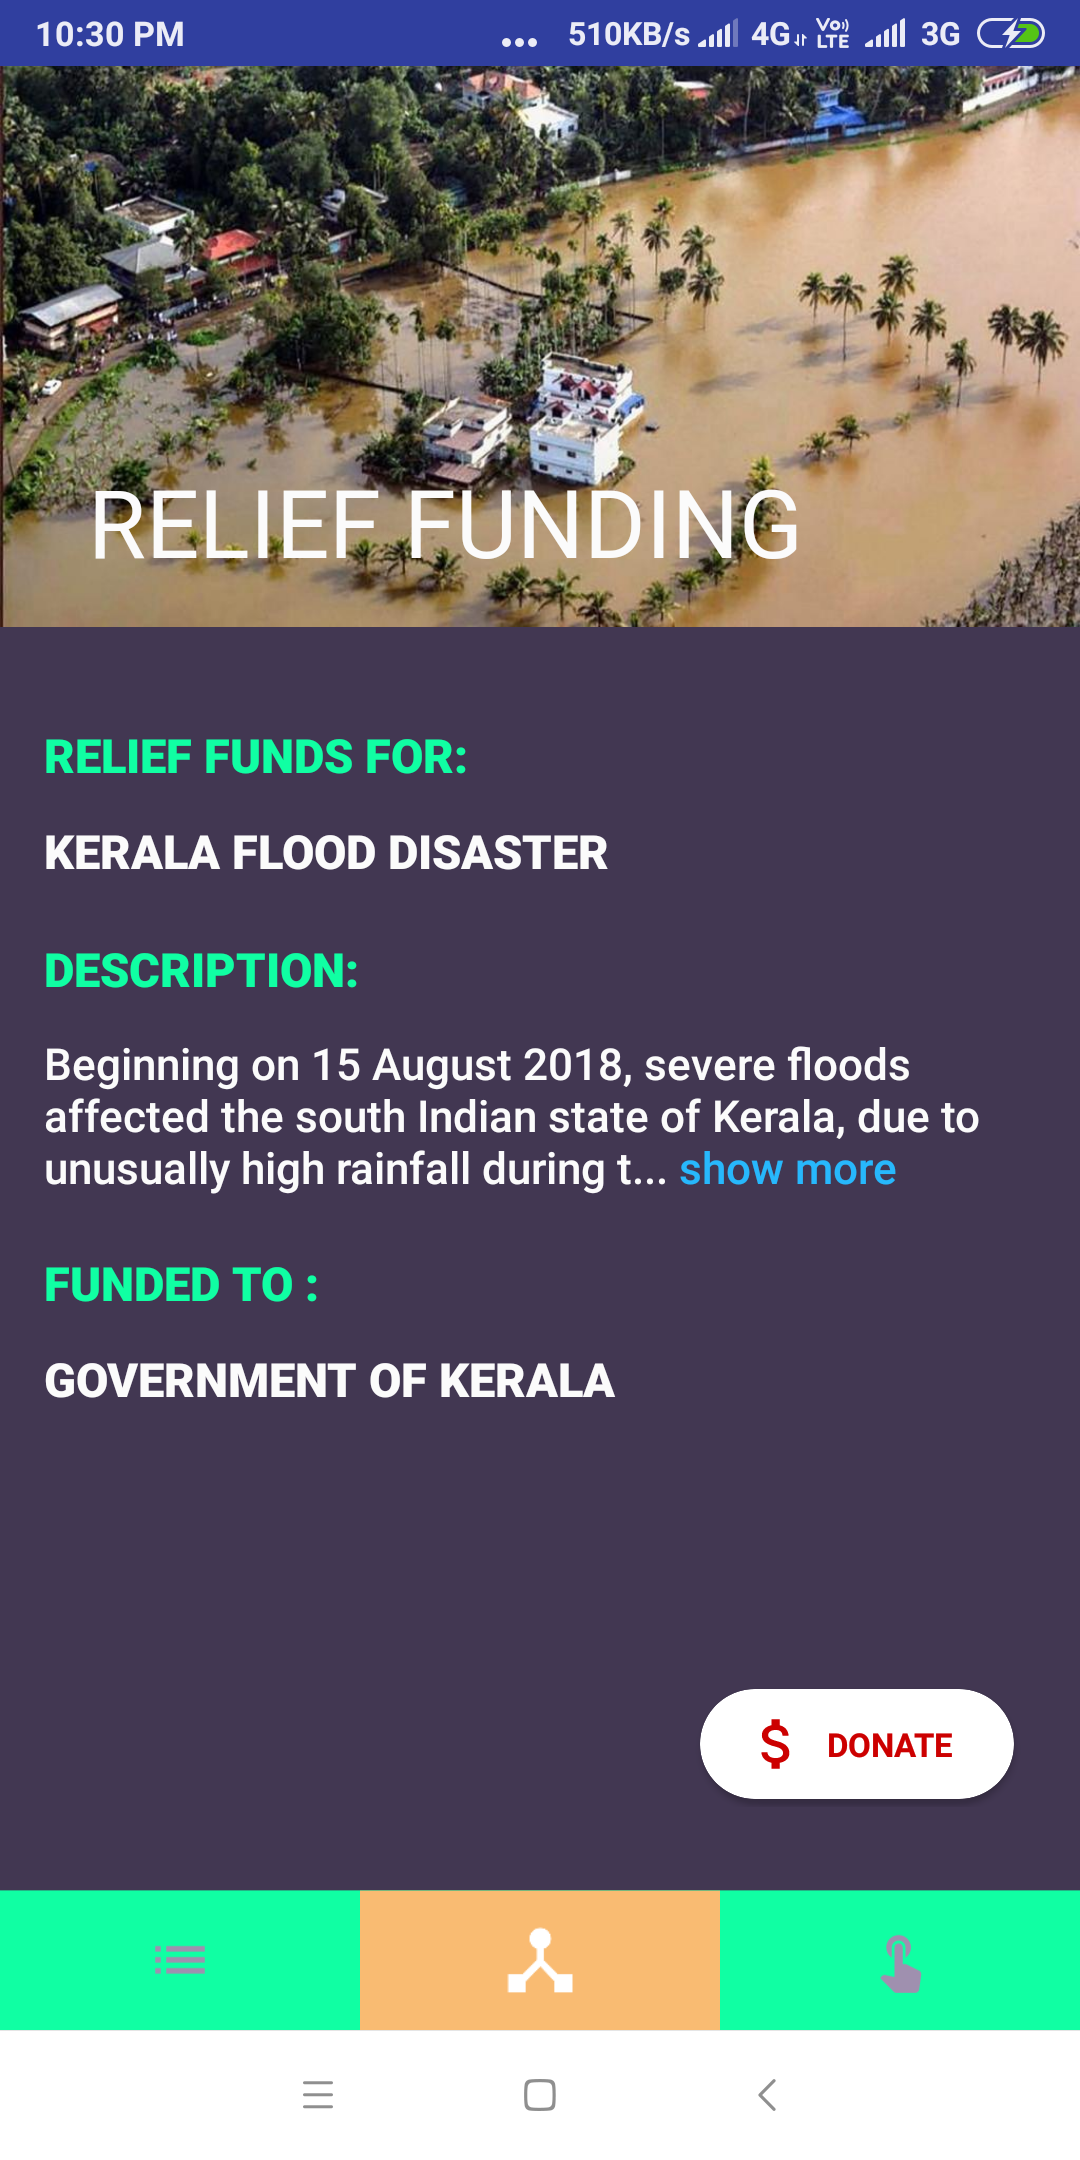 10:30 PM ... 510KB/s 4G VoLTE 3G
RELIEF FUNDING
RELIEF FUNDS FOR:
KERALA FLOOD DISASTER
DESCRIPTION:
Beginning on 15 August 2018, severe floods
affected the south Indian state of Kerala, due to
unusually high rainfall during t... show more
FUNDED TO :
GOVERNMENT OF KERALA
$ DONATE